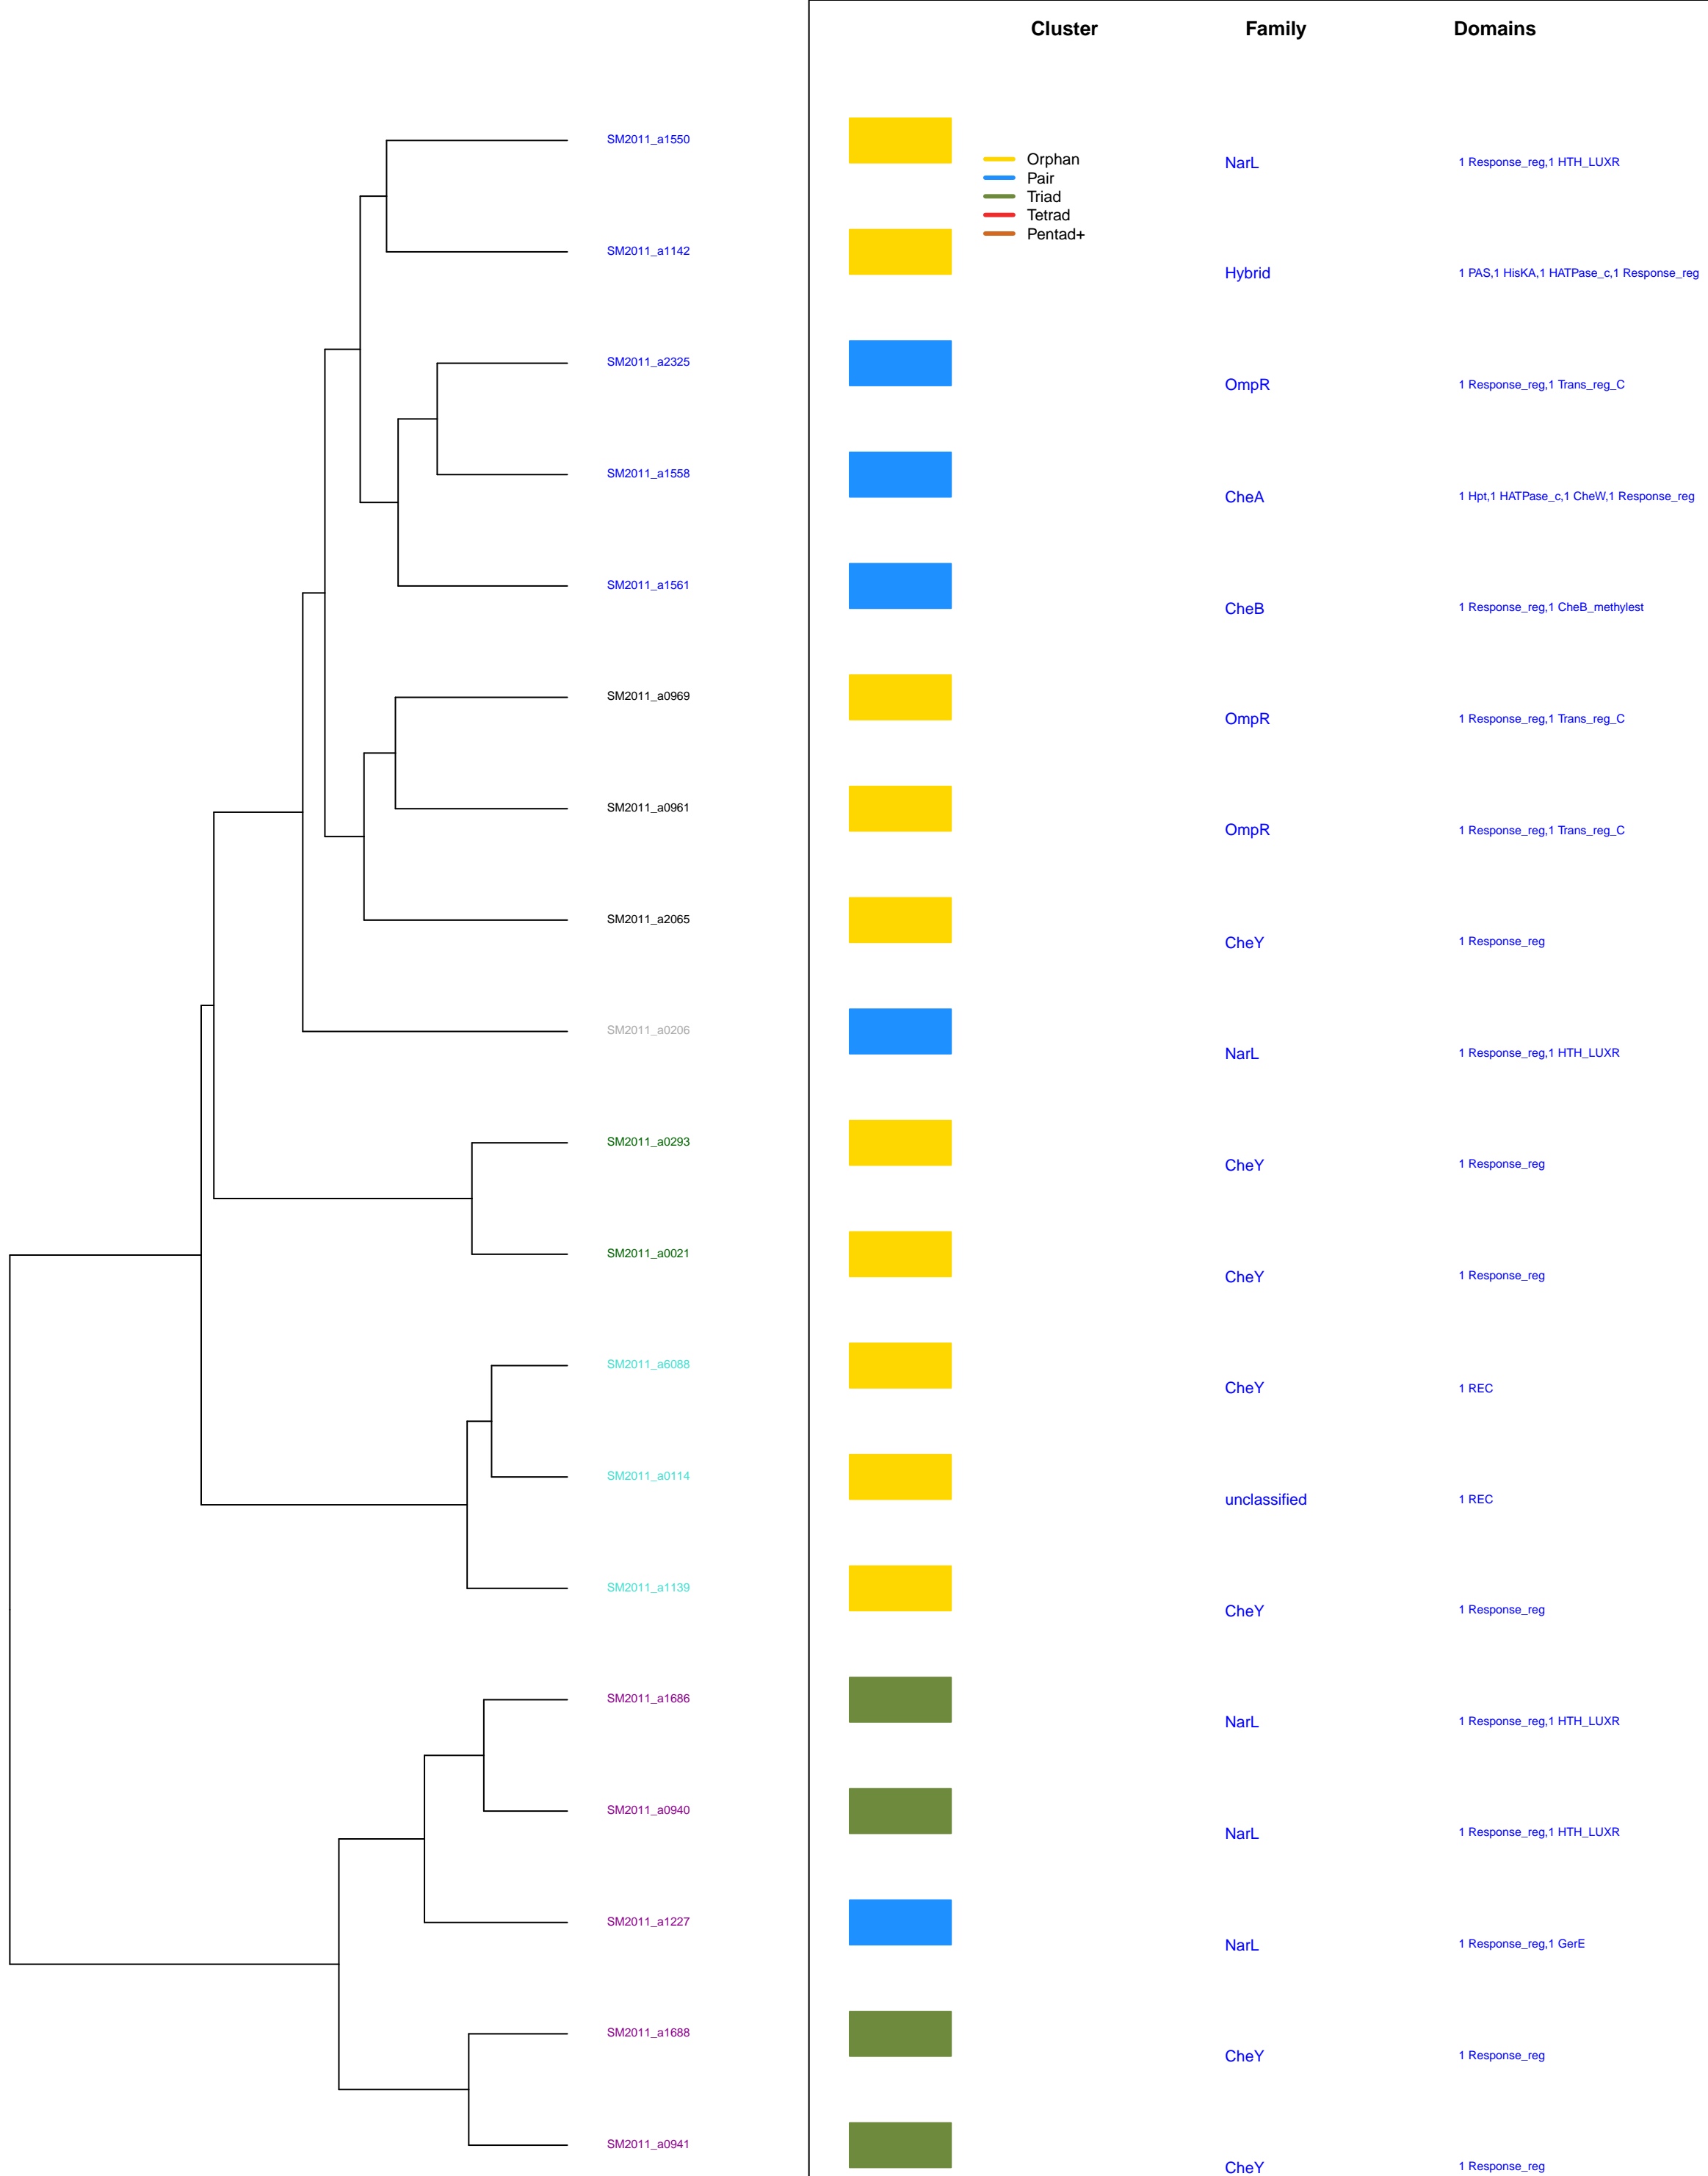 Cluster Family Domains
SM2011_a1550
Orphan
NarL 1 Response_reg,1 HTH_LUXR
Pair
Triad
Tetrad
Pentad+
SM2011_a1142
Hybrid 1 PAS,1 HisKA,1 HATPase_c,1 Response_reg
SM2011_a2325
OmpR 1 Response_reg,1 Trans_reg_C
SM2011_a1558
CheA 1 Hpt,1 HATPase_c,1 CheW,1 Response_reg
SM2011_a1561
CheB 1 Response_reg,1 CheB_methylest
SM2011_a0969
OmpR 1 Response_reg,1 Trans_reg_C
SM2011_a0961
OmpR 1 Response_reg,1 Trans_reg_C
SM2011_a2065
CheY 1 Response_reg
SM2011_a0206
NarL 1 Response_reg,1 HTH_LUXR
SM2011_a0293
CheY 1 Response_reg
SM2011_a0021
CheY 1 Response_reg
SM2011_a6088
CheY 1 REC
SM2011_a0114
unclassified 1 REC
SM2011_a1139
CheY 1 Response_reg
SM2011_a1686
NarL 1 Response_reg,1 HTH_LUXR
SM2011_a0940
NarL 1 Response_reg,1 HTH_LUXR
SM2011_a1227
NarL 1 Response_reg,1 GerE
SM2011_a1688
CheY 1 Response_reg
SM2011_a0941
CheY 1 Response_reg